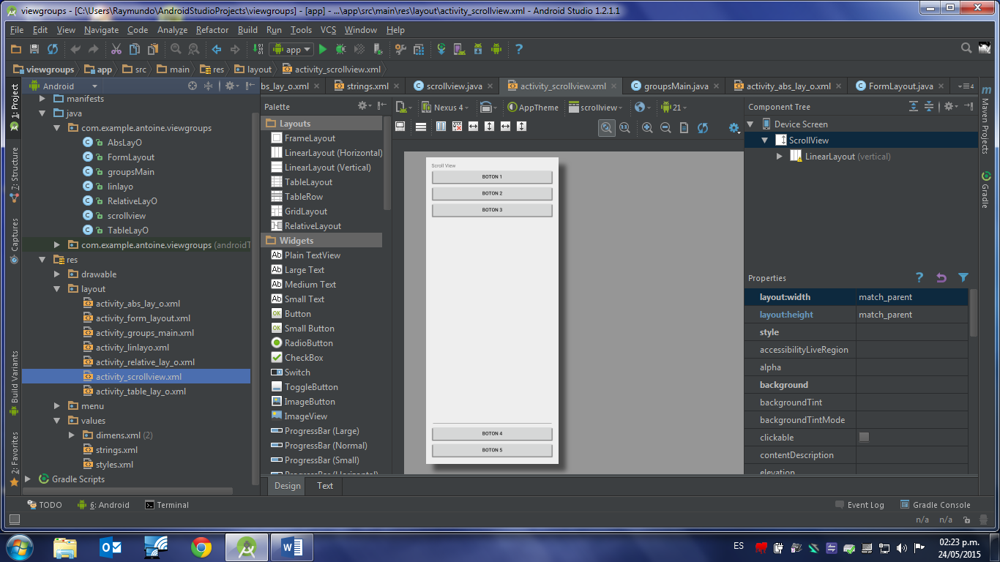 viewgroups - [C:\Users\Raymundo\AndroidStudioProjects\viewgroups] - [app] - ...\app\src\main\res\layout\activity_scrollview.xml - Android Studio 1.2.1.1
File Edit View Navigate Code Analyze Refactor Build Run Tools VCS Window Help
app
viewgroups app src main res layout activity_scrollview.xml
Android
bs_lay_o.xml strings.xml scrollview.java activity_scrollview.xml groupsMain.java activity_abs_lay_o.xml FormLayout.java 4
1: Project
7: Structure
Captures
Build Variants
2: Favorites
manifests
java
com.example.antoine.viewgroups
AbsLayO
FormLayout
groupsMain
linlayo
RelativeLayO
scrollview
TableLayO
com.example.antoine.viewgroups (androidT
res
drawable
layout
activity_abs_lay_o.xml
activity_form_layout.xml
activity_groups_main.xml
activity_linlayo.xml
activity_relative_lay_o.xml
activity_scrollview.xml
activity_table_lay_o.xml
menu
values
dimens.xml (2)
strings.xml
styles.xml
Gradle Scripts
Palette
Layouts
FrameLayout
LinearLayout (Horizontal)
LinearLayout (Vertical)
TableLayout
TableRow
GridLayout
RelativeLayout
Widgets
Plain TextView
Large Text
Medium Text
Small Text
Button
Small Button
RadioButton
CheckBox
Switch
ToggleButton
ImageButton
ImageView
ProgressBar (Large)
ProgressBar (Normal)
ProgressBar (Small)
ProgressBar (Horizontal)
Nexus 4 AppTheme scrollview 21
Scroll View
BOTON 1
BOTON 2
BOTON 3
BOTON 4
BOTON 5
Design Text
Component Tree
Device Screen
ScrollView
LinearLayout (vertical)
Properties
layout:width match_parent
layout:height match_parent
style
accessibilityLiveRegion
alpha
background
backgroundTint
backgroundTintMode
clickable
contentDescription
elevation
Maven Projects
Gradle
TODO 6: Android Terminal Event Log Gradle Console
n/a n/a
ES
02:23 p.m.
24/05/2015